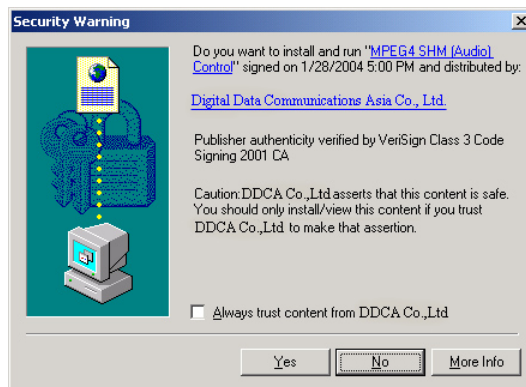 Security Warning
Do you want to install and run "MPEG4 SHM (Audio)
Control" signed on 1/28/2004 5:00 PM and distributed by:
Digital Data Communications Asia Co., Ltd.
Publisher authenticity verified by VeriSign Class 3 Code
Signing 2001 CA
Caution:DDCA Co.,Ltd asserts that this content is safe.
You should only install/view this content if you trust
DDCA Co.,Ltd to make that assertion.
Always trust content from DDCA Co.,Ltd
Yes No More Info